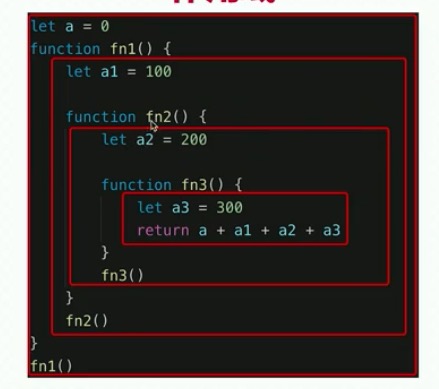 let a = 0
function fn1() {
let a1 = 100
function fn2() {
let a2 = 200
function fn3() {
let a3 = 300
return a + a1 + a2 + a3
}
fn3()
}
fn2()
}
fn1()